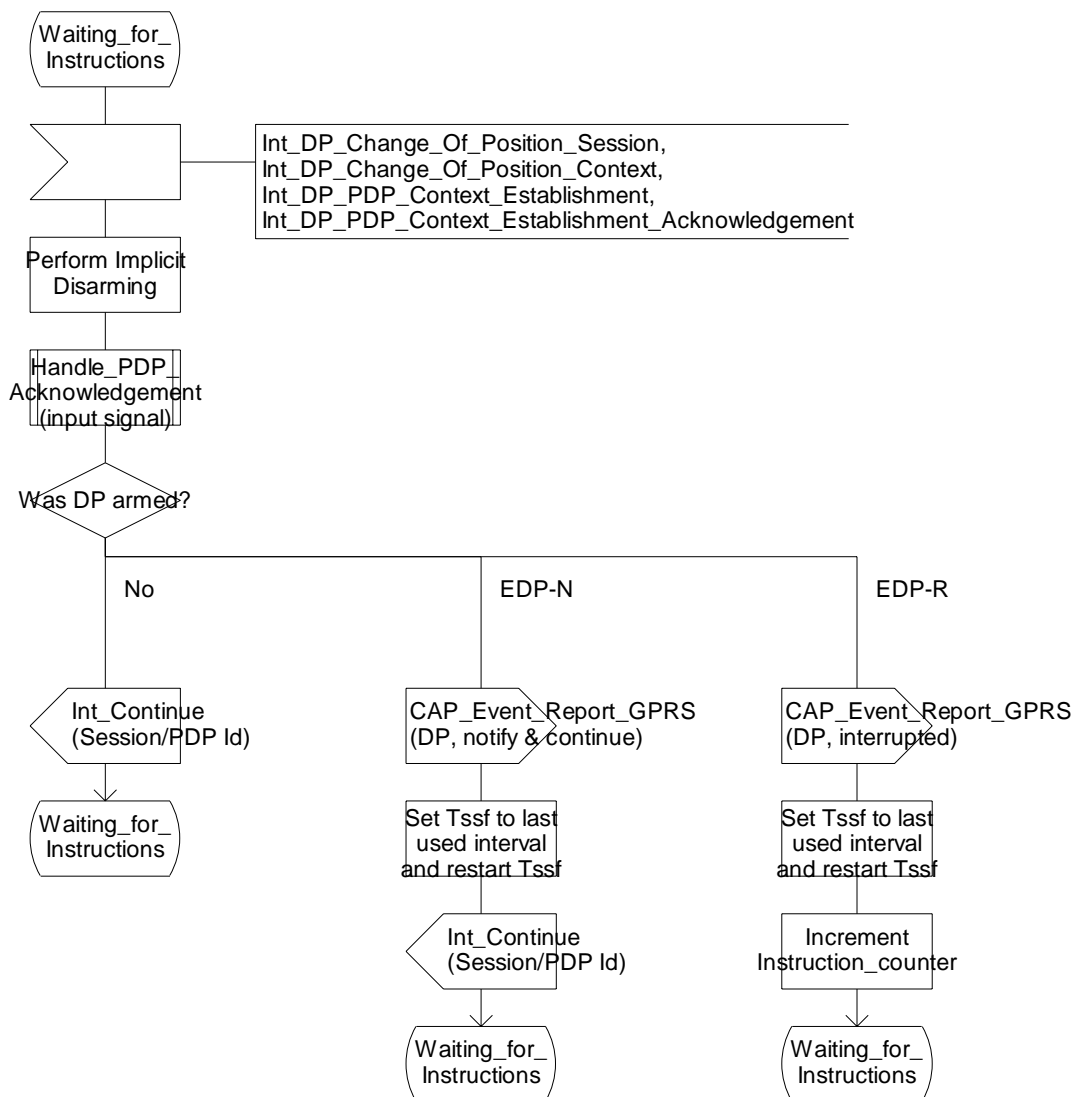 Waiting_for_
Instructions
Int_DP_Change_Of_Position_Session,
Int_DP_Change_Of_Position_Context,
Int_DP_PDP_Context_Establishment,
Int_DP_PDP_Context_Establishment_Acknowledgement
Perform Implicit
Disarming
Handle_PDP_
Acknowledgement
(input signal)
Was DP armed?
No
EDP-N
EDP-R
Int_Continue
(Session/PDP Id)
CAP_Event_Report_GPRS
(DP, notify & continue)
CAP_Event_Report_GPRS
(DP, interrupted)
Waiting_for_
Instructions
Set Tssf to last
used interval
and restart Tssf
Set Tssf to last
used interval
and restart Tssf
Int_Continue
(Session/PDP Id)
Increment
Instruction_counter
Waiting_for_
Instructions
Waiting_for_
Instructions